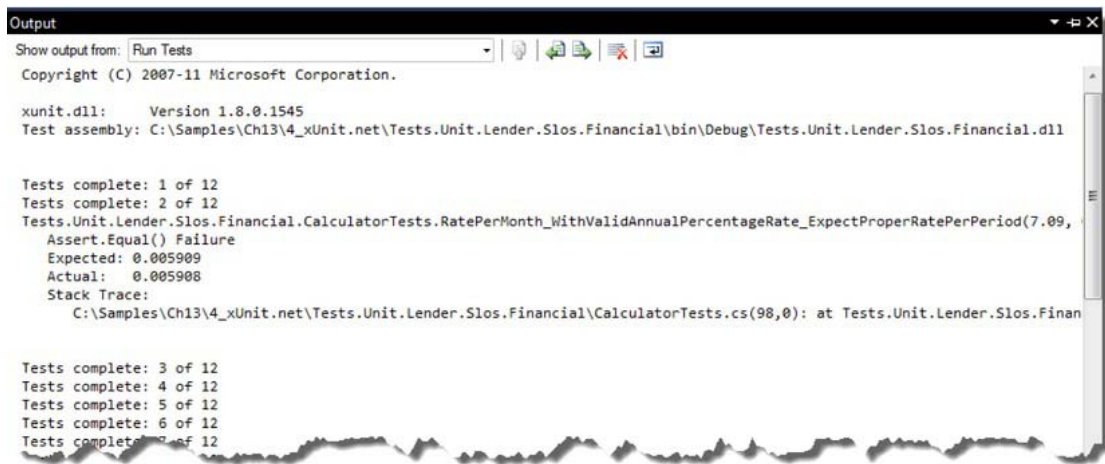 Output
Show output from: Run Tests
Copyright (C) 2007-11 Microsoft Corporation.
xunit.dll: Version 1.8.0.1545
Test assembly: C:\Samples\Ch13\4_xUnit.net\Tests.Unit.Lender.Slos.Financial\bin\Debug\Tests.Unit.Lender.Slos.Financial.dll
Tests complete: 1 of 12
Tests complete: 2 of 12
Tests.Unit.Lender.Slos.Financial.CalculatorTests.RatePerMonth_WithValidAnnualPercentageRate_ExpectProperRatePerPeriod(7.09,
Assert.Equal() Failure
Expected: 0.005909
Actual: 0.005908
Stack Trace:
C:\Samples\Ch13\4_xUnit.net\Tests.Unit.Lender.Slos.Financial\CalculatorTests.cs(98,0): at Tests.Unit.Lender.Slos.Finan
Tests complete: 3 of 12
Tests complete: 4 of 12
Tests complete: 5 of 12
Tests complete: 6 of 12
Tests complete 7 of 12